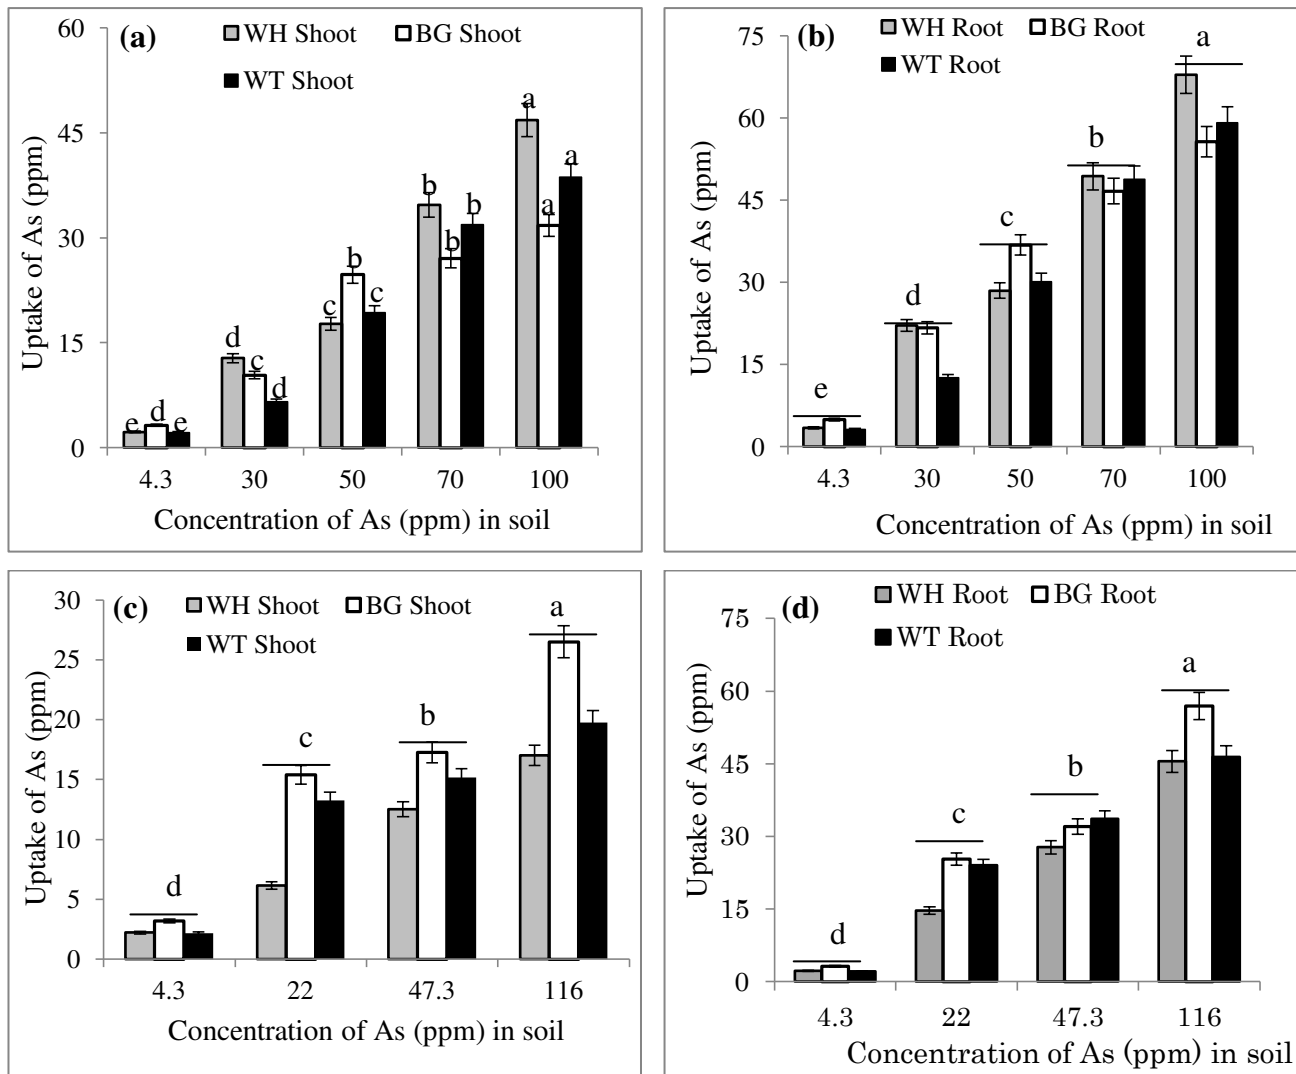 (a)
WH Shoot BG Shoot
WT Shoot
Uptake of As (ppm)
60
45
30
15
0
e d e
d c d
c b c
b b b
a a a
4.3 30 50 70 100
Concentration of As (ppm) in soil
(b)
WH Root BG Root
WT Root
Uptake of As (ppm)
75
60
45
30
15
0
e d c b a
4.3 30 50 70 100
Concentration of As (ppm) in soil
(c)
WH Shoot BG Shoot
WT Shoot
Uptake of As (ppm)
30
25
20
15
10
5
0
d c b a
4.3 22 47.3 116
Concentration of As (ppm) in soil
(d)
WH Root BG Root
WT Root
Uptake of As (ppm)
75
60
45
30
15
0
d c b a
4.3 22 47.3 116
Concentration of As (ppm) in soil